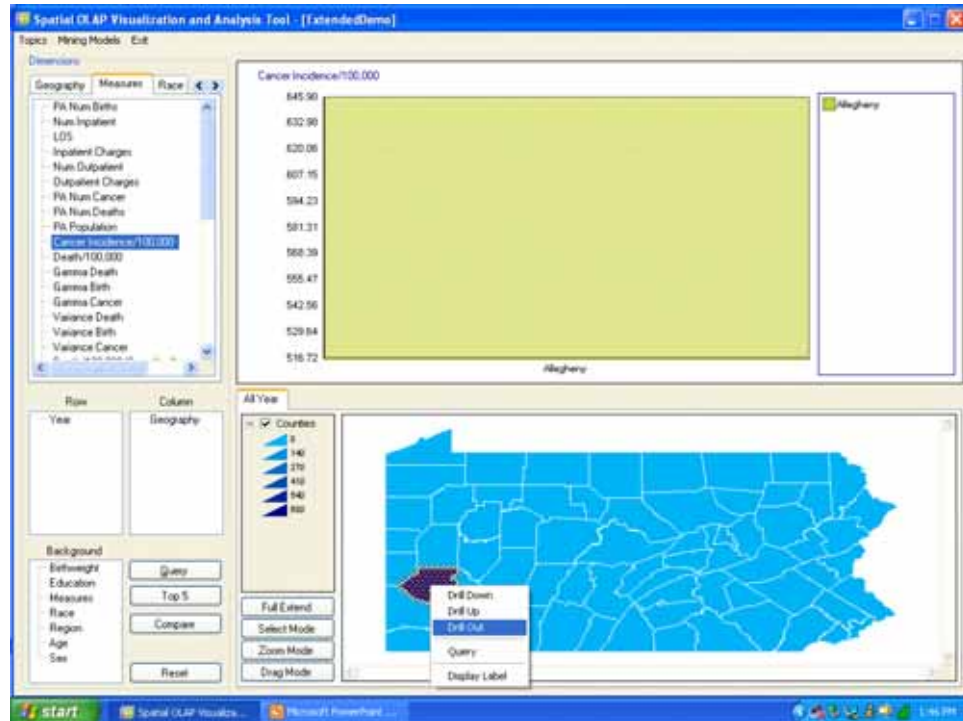 Spatial OLAP Visualization and Analysis Tool - [ExtendedDemo]
Topics Mining Models Exit
Dimensions
Geography Measures Race
PA Num Births
Num Inpatient
LOS
Inpatient Charges
Num Outpatient
Outpatient Charges
PA Num Cancer
PA Num Deaths
PA Population
Cancer Incidence/100,000
Death/100,000
Gamma Death
Gamma Birth
Gamma Cancer
Variance Death
Variance Birth
Variance Cancer
Cancer Incidence/100,000
645.90
632.98
620.06
607.15
594.23
581.31
568.39
555.47
542.56
529.64
516.72
Allegheny
Allegheny
Row Column
Year
Geography
All Year
Counties
0
140
270
410
540
Background
Birthweight
Education
Measures
Race
Region
Age
Sex
Query
Top 5
Compare
Reset
Full Extend
Select Mode
Zoom Mode
Drag Mode
Drill Down
Drill Up
Drill Out
Query
Display Label
start
Spatial OLAP Visualiza...
Microsoft PowerPoint ...
1:46 PM